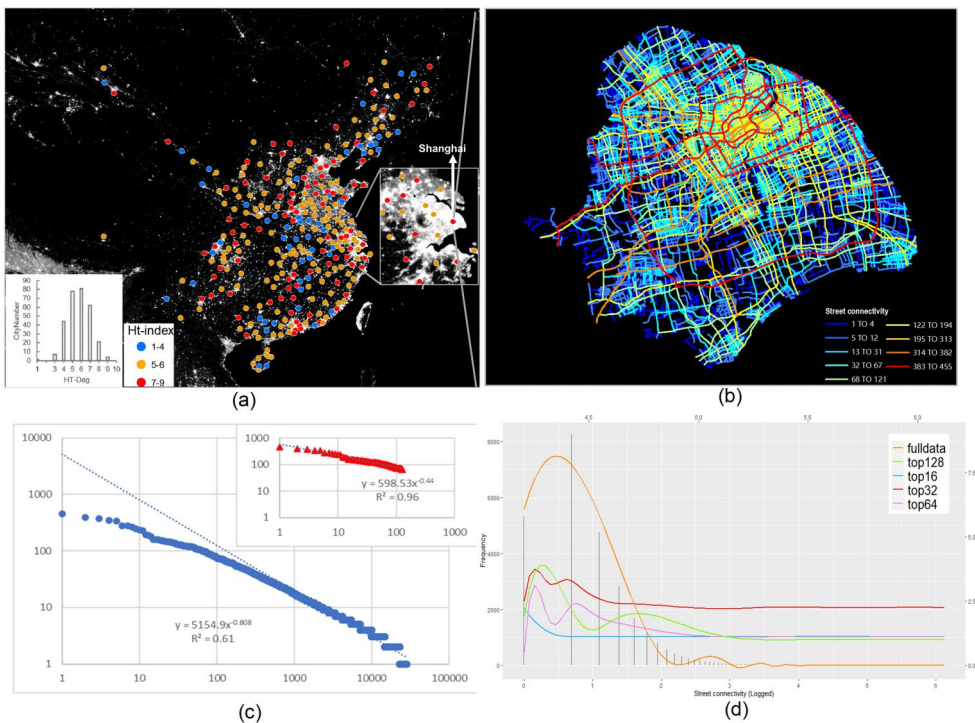 Shanghai
90
80
70
60
50
40
30
20
10
0
CityNumber
1 2 3 4 5 6 7 8 9 10
HT-Deg
Ht-index
1-4
5-6
7-9
(a)
Street connectivity
1 TO 4
5 TO 12
13 TO 31
32 TO 67
68 TO 121
122 TO 194
195 TO 313
314 TO 382
383 TO 455
(b)
10000
1000
100
10
1
1 10 100 1000 10000 100000
y = 5154.9x^-0.808
R² = 0.61
1000
100
10
1
1 10 100 1000
y = 598.53x^-0.44
R² = 0.96
(c)
4.5 5.0 5.5 6.0
8000
6000
4000
2000
0
Frequency
7.5
5.0
2.5
0.0
fulldata
top128
top16
top32
top64
0 1 2 3 4 5 6
Street connectivity (Logged)
(d)